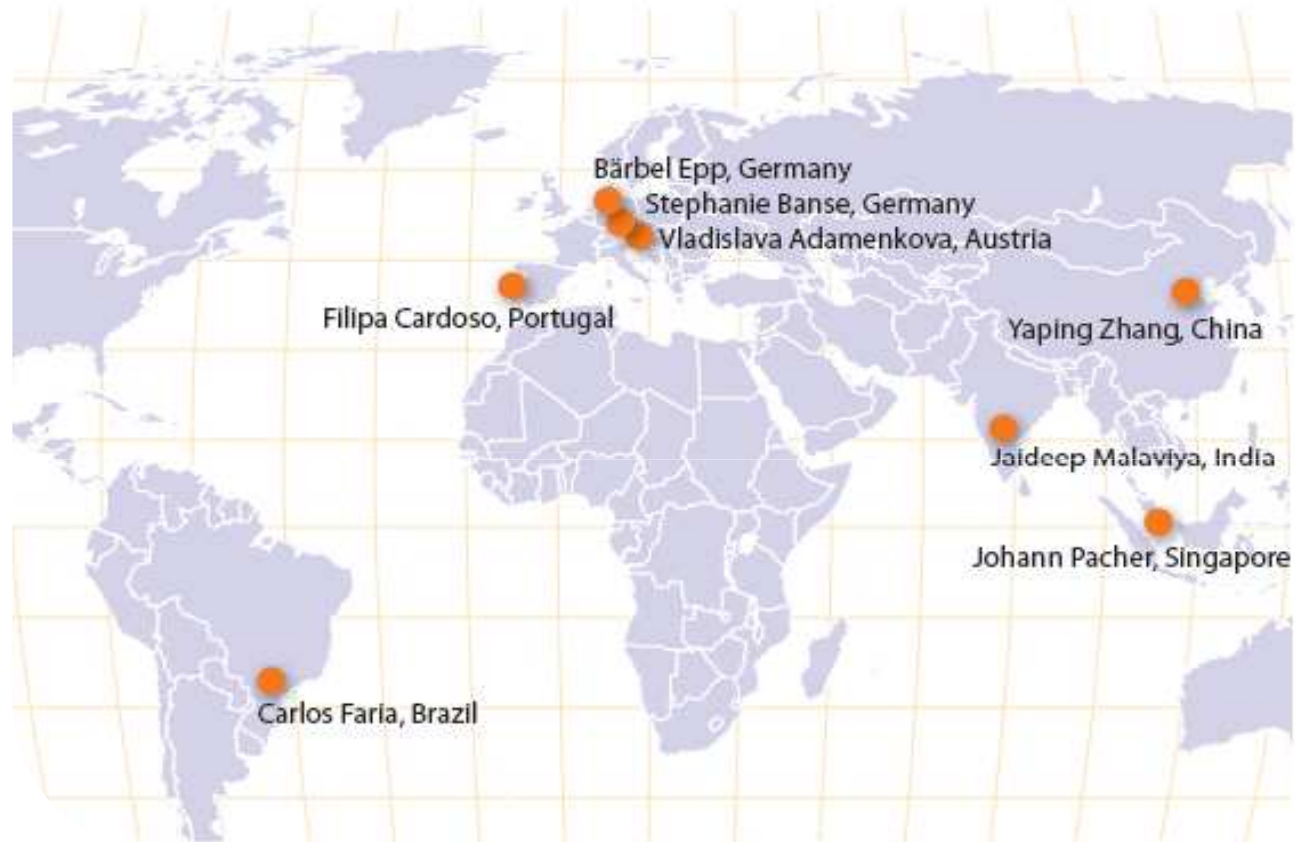 Bärbel Epp, Germany
Stephanie Banse, Germany
Vladislava Adamenkova, Austria
Filipa Cardoso, Portugal
Yaping Zhang, China
Jaideep Malaviya, India
Johann Pacher, Singapore
Carlos Faria, Brazil